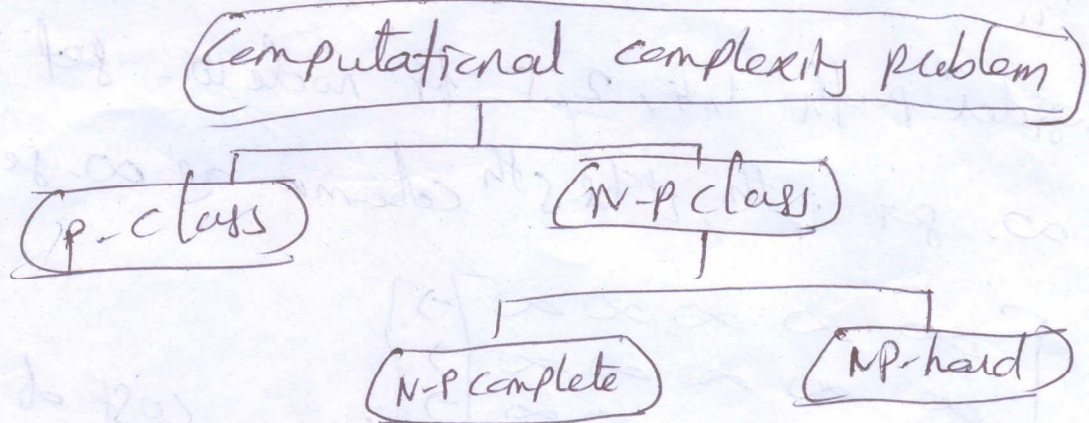 Computational complexity problem
P-class
N-P class
N-P complete
NP-hard